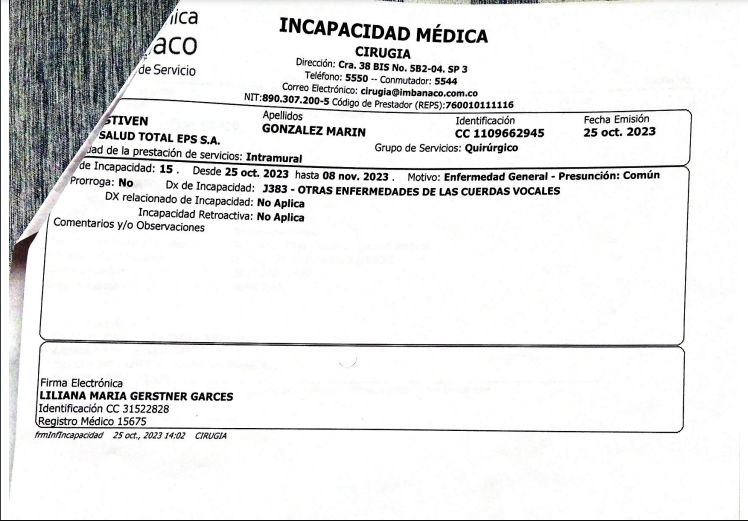 INCAPACIDAD MÉDICA
CIRUGIA
Dirección: Cra. 38 BIS No. 5B2-04. SP 3
Teléfono: 5550 -- Conmutador: 5544
Correo Electrónico: cirugia@imbanaco.com.co
NIT:890.307.200-5 Código de Prestador (REPS):760010111116
ica
aco
de Servicio
Apellidos Identificación Fecha Emisión
STIVEN GONZALEZ MARIN CC 1109662945 25 oct. 2023
SALUD TOTAL EPS S.A.
dad de la prestación de servicios: Intramural Grupo de Servicios: Quirúrgico
de Incapacidad: 15 . Desde 25 oct. 2023 hasta 08 nov. 2023 . Motivo: Enfermedad General - Presunción: Común
Prorroga: No Dx de Incapacidad: J383 - OTRAS ENFERMEDADES DE LAS CUERDAS VOCALES
DX relacionado de Incapacidad: No Aplica
Incapacidad Retroactiva: No Aplica
Comentarios y/o Observaciones
Firma Electrónica
LILIANA MARIA GERSTNER GARCES
Identificación CC 31522828
Registro Médico 15675
frmInfIncapacidad 25 oct., 2023 14:02 CIRUGIA